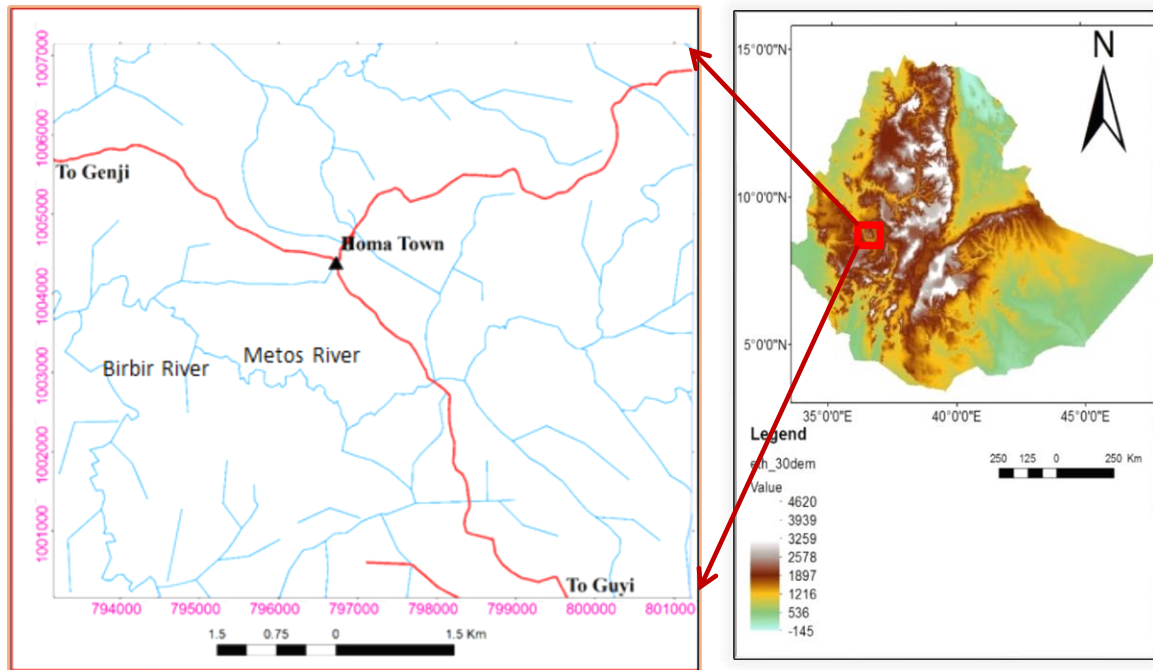 1007000
1006000
1005000
1004000
1003000
1002000
1001000
To Genji
Homa Town
Metos River
Birbir River
To Guyi
794000 795000 796000 797000 798000 799000 800000 801000
1.5 0.75 0 1.5 Km
N
15°0'0"N
10°0'0"N
5°0'0"N
35°0'0"E 40°0'0"E 45°0'0"E
Legend
eth_30dem
Value
4620
3939
3259
2578
1897
1216
536
-145
250 125 0 250 Km